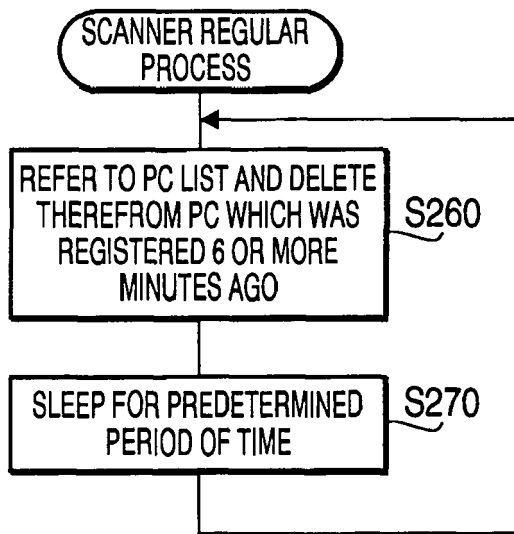 SCANNER REGULAR
PROCESS
REFER TO PC LIST AND DELETE
THEREFROM PC WHICH WAS
REGISTERED 6 OR MORE
MINUTES AGO
S260
SLEEP FOR PREDETERMINED
PERIOD OF TIME
S270